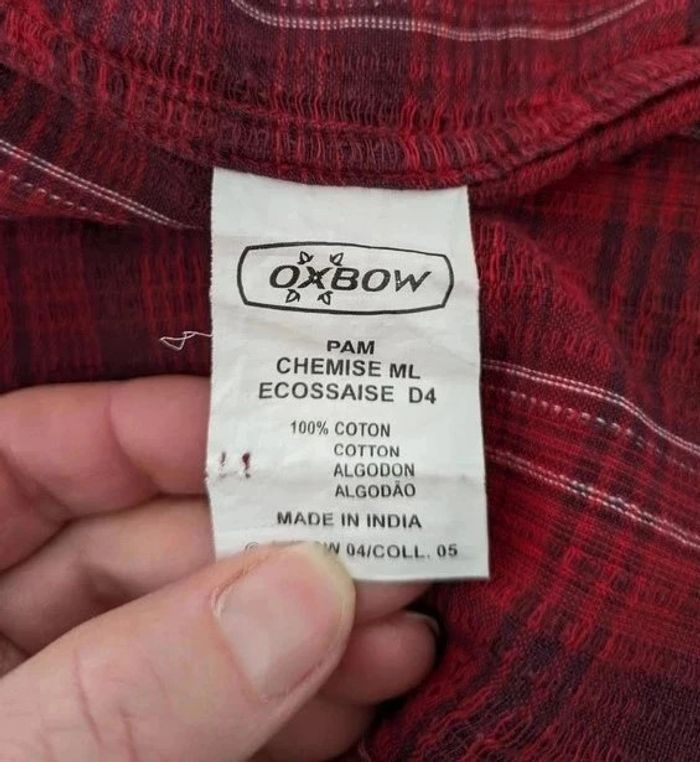 OXBOW
PAM
CHEMISE ML
ECOSSAISE D4
100% COTON
COTTON
ALGODON
ALGODÃO
MADE IN INDIA
04/COLL. 05